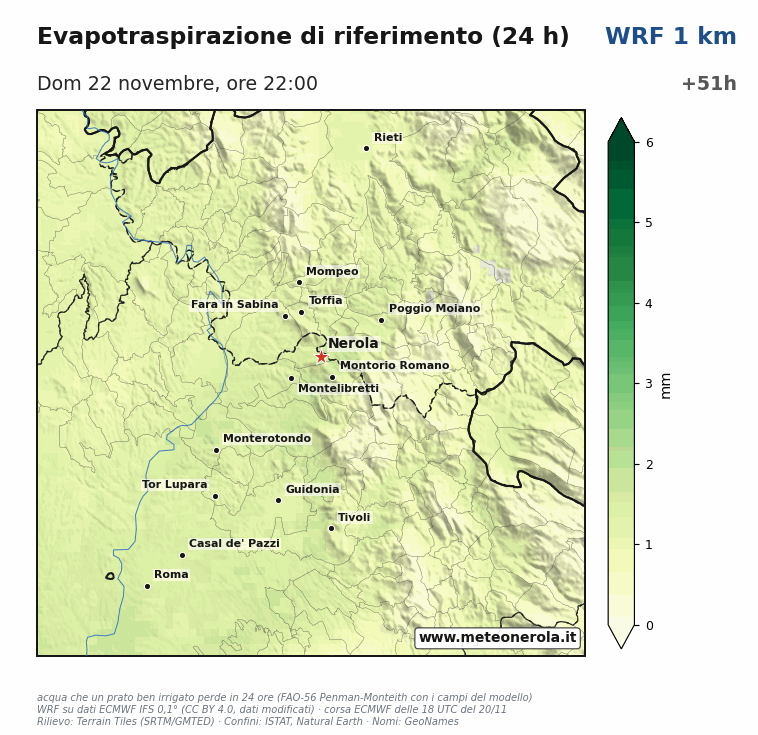 Evapotraspirazione di riferimento (24 h) WRF 1 km
Dom 22 novembre, ore 22:00 +51h
Rieti
Mompeo
Fara in Sabina
Toffia
Poggio Moiano
Nerola
Montorio Romano
Montelibretti
Monterotondo
Tor Lupara
Guidonia
Tivoli
Casal de' Pazzi
Roma
www.meteonerola.it
6
5
4
3
2
1
0
mm
acqua che un prato ben irrigato perde in 24 ore (FAO-56 Penman-Monteith con i campi del modello)
WRF su dati ECMWF IFS 0,1° (CC BY 4.0, dati modificati) · corsa ECMWF delle 18 UTC del 20/11
Rilievo: Terrain Tiles (SRTM/GMTED) · Confini: ISTAT, Natural Earth · Nomi: GeoNames